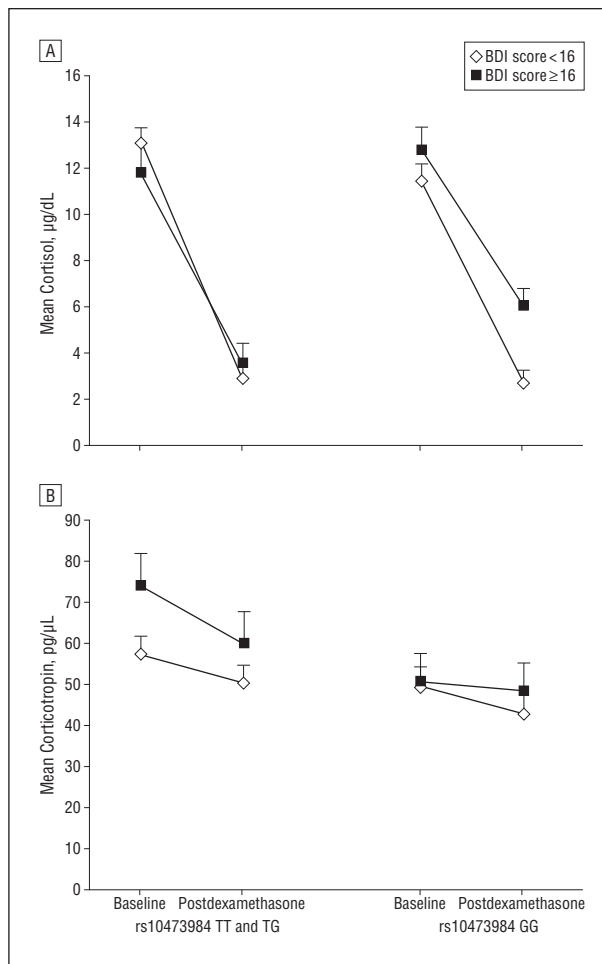 A
BDI score < 16
BDI score ≥ 16
16
14
12
10
8
6
4
2
0
Mean Cortisol, µg/dL
B
90
80
70
60
50
40
30
20
10
0
Mean Corticotropin, pg/µL
Baseline Postdexamethasone Baseline Postdexamethasone
rs10473984 TT and TG rs10473984 GG